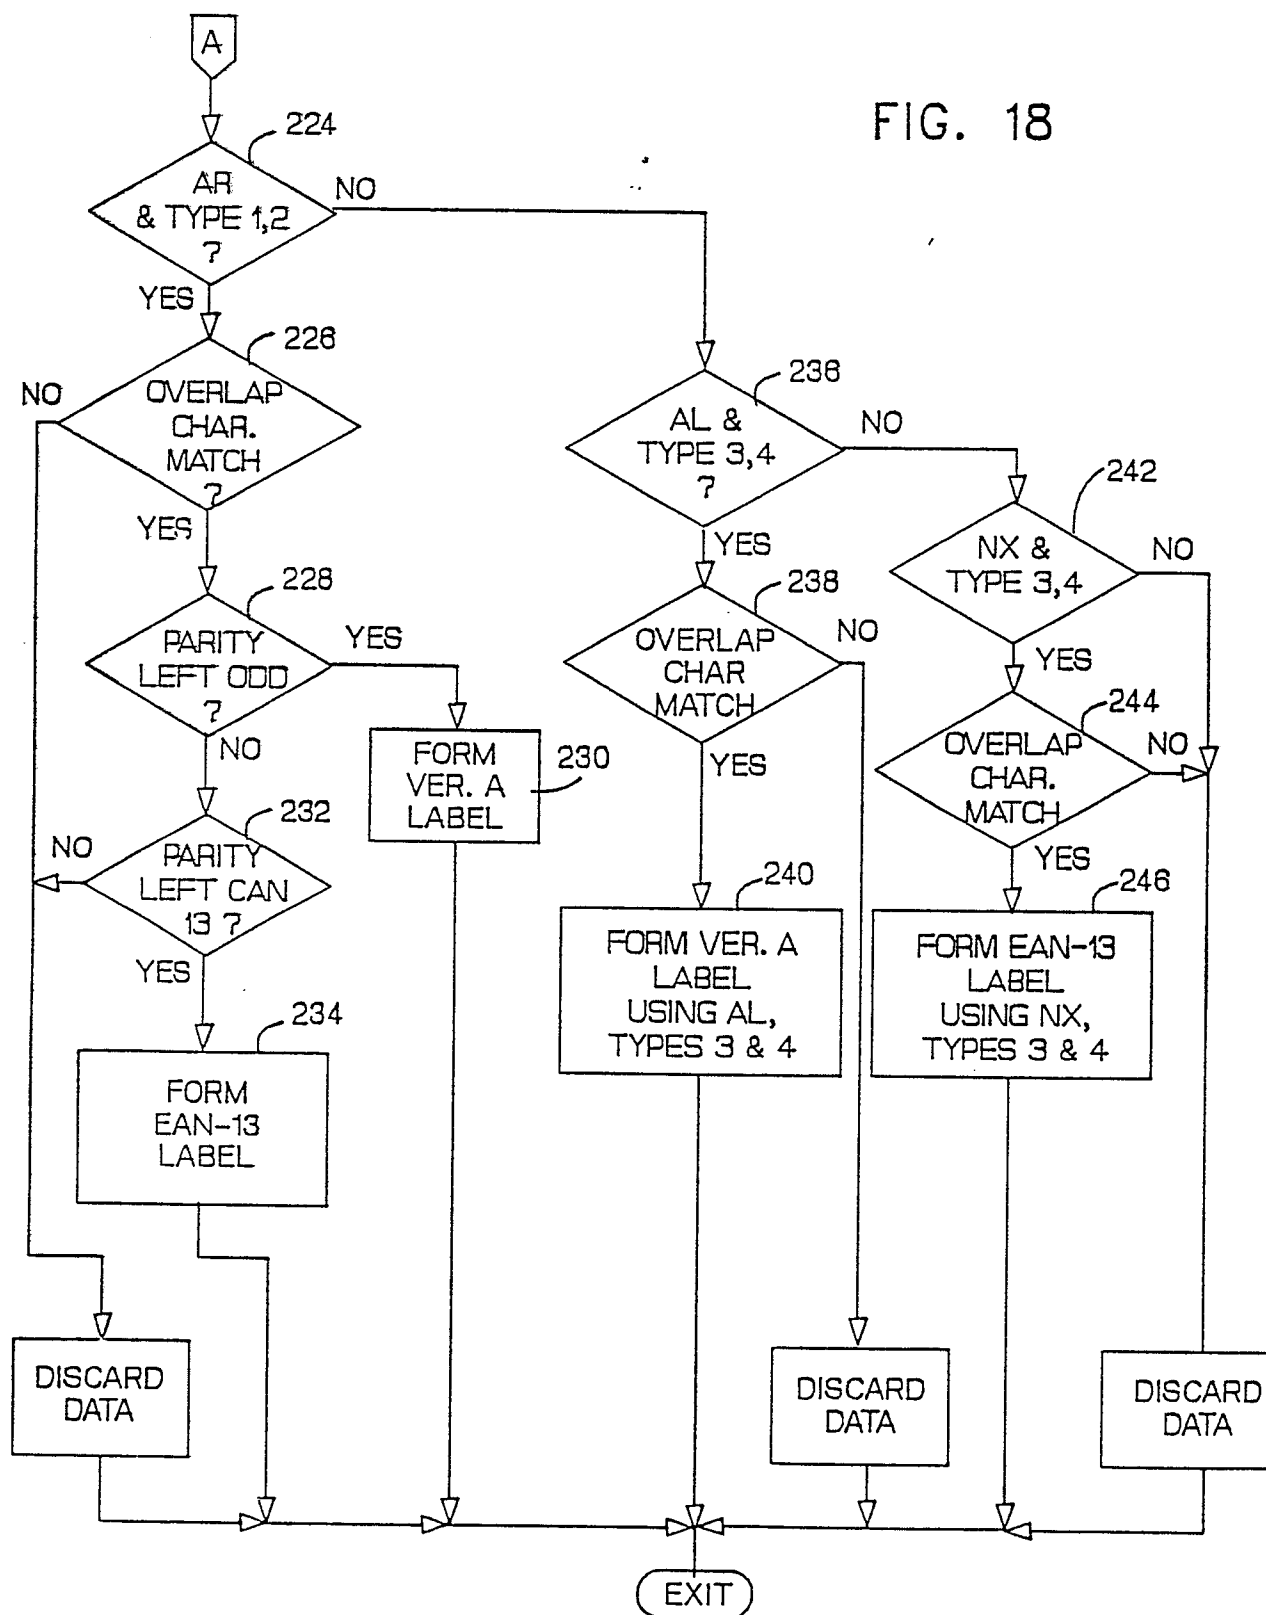 A
FIG. 18
224
AR
& TYPE 1,2
?
NO
YES
226
OVERLAP
CHAR.
MATCH
?
NO
YES
228
PARITY
LEFT ODD
?
YES
NO
FORM
VER. A
LABEL
230
232
PARITY
LEFT CAN
13 ?
NO
YES
234
FORM
EAN-13
LABEL
DISCARD
DATA
236
AL &
TYPE 3,4
?
NO
YES
238
OVERLAP
CHAR
MATCH
NO
YES
240
FORM VER. A
LABEL
USING AL,
TYPES 3 & 4
DISCARD
DATA
242
NX &
TYPE 3,4
NO
YES
244
OVERLAP
CHAR.
MATCH
NO
YES
246
FORM EAN-13
LABEL
USING NX,
TYPES 3 & 4
DISCARD
DATA
EXIT